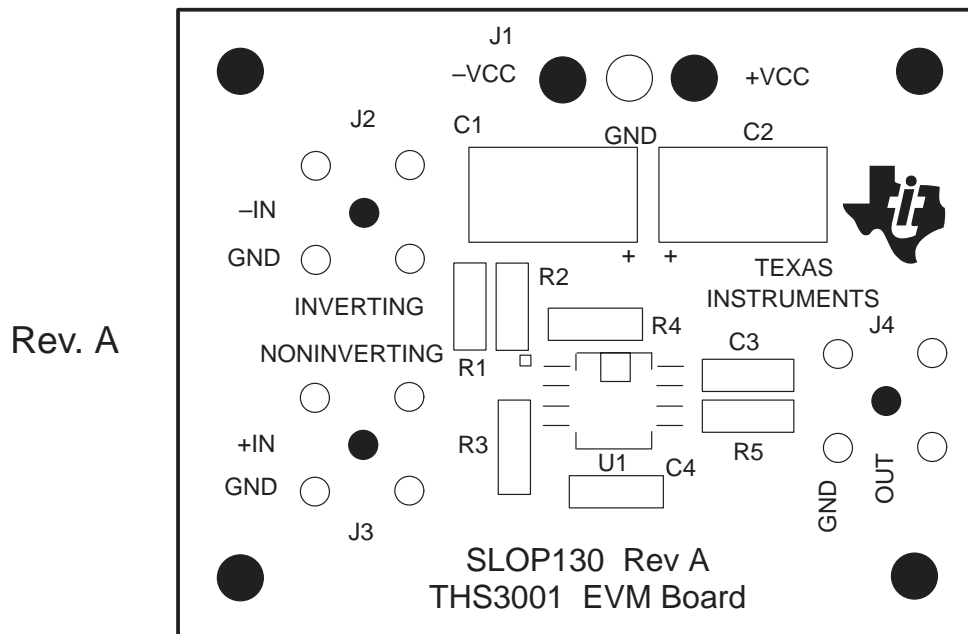 J1
–VCC
+VCC
J2
C1
GND
C2
–IN
GND
+ +
R2
TEXAS
INSTRUMENTS
INVERTING
R4
J4
Rev. A
NONINVERTING
R1
C3
+IN
R3
R5
U1
C4
GND
GND
OUT
J3
SLOP130 Rev A
THS3001 EVM Board